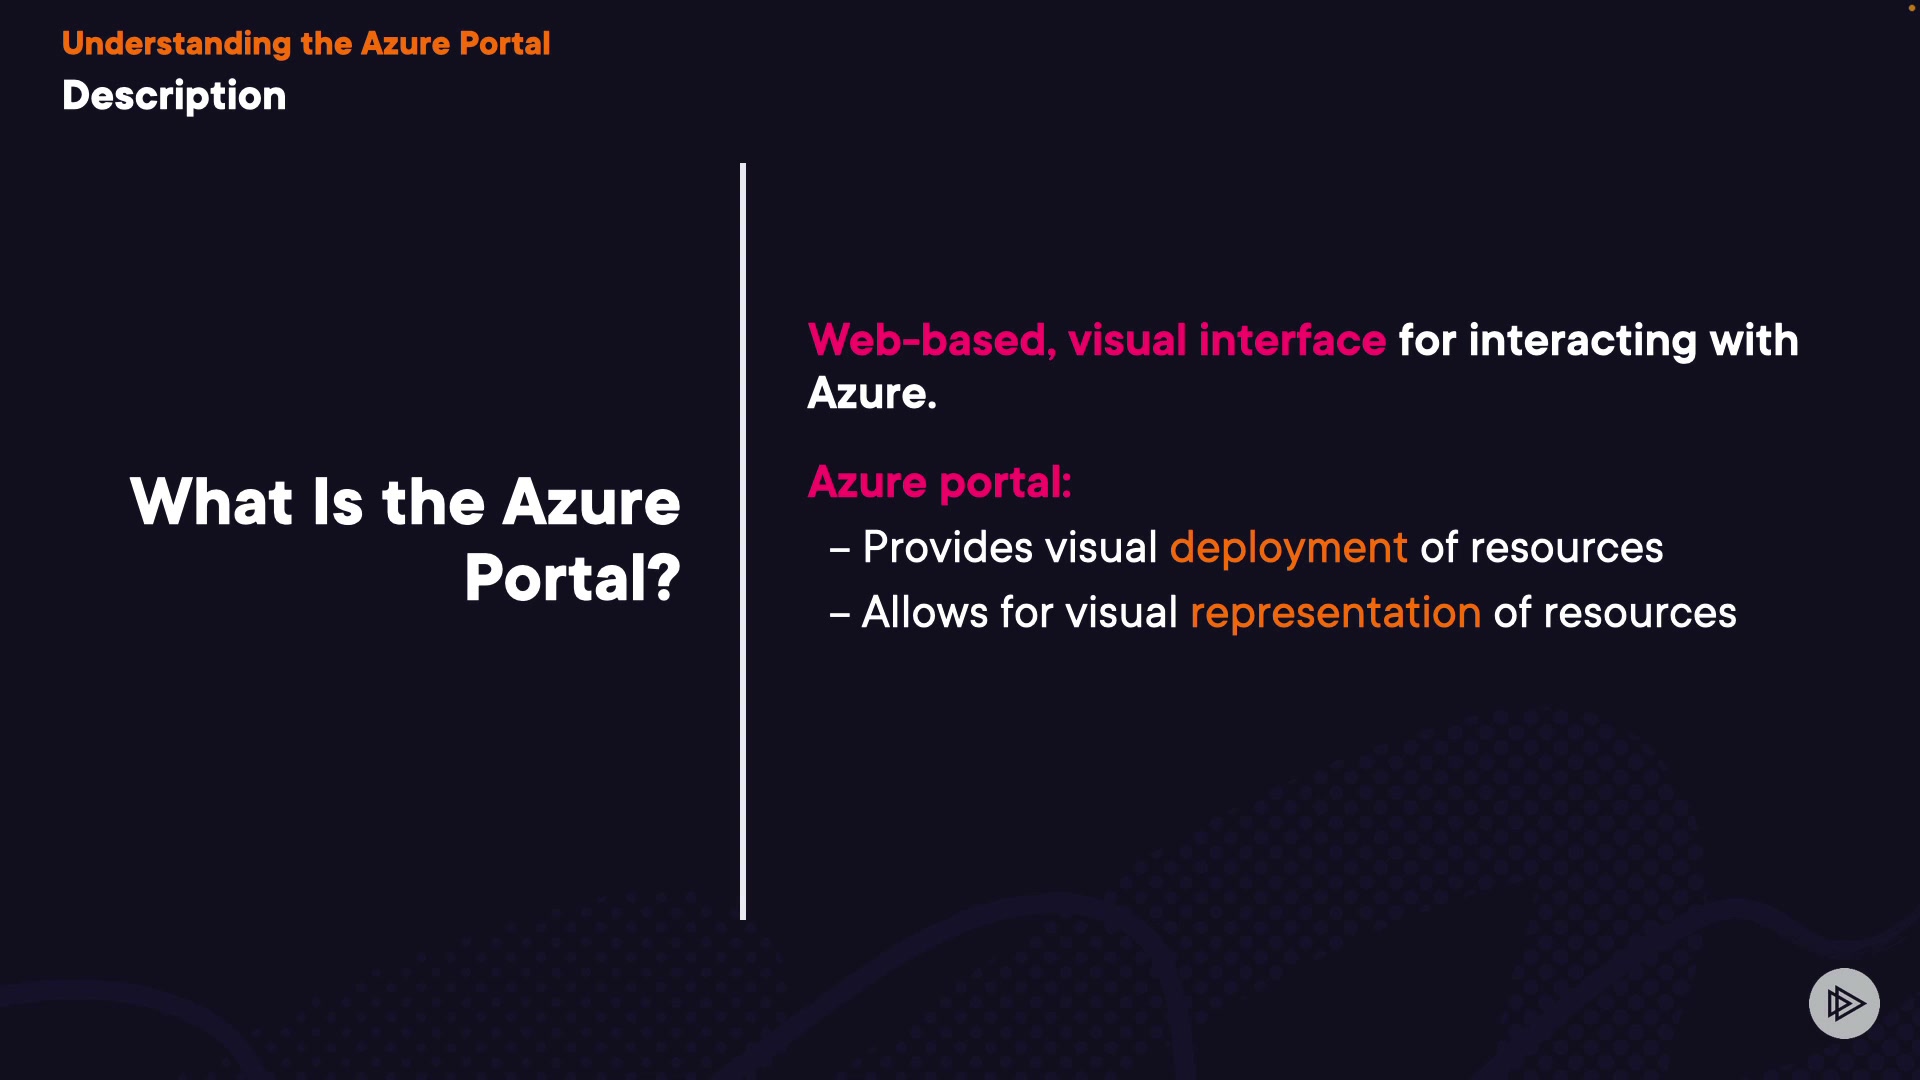 Understanding the Azure Portal
Description
What Is the Azure
Portal?
Web-based, visual interface for interacting with
Azure.
Azure portal:
– Provides visual deployment of resources
– Allows for visual representation of resources